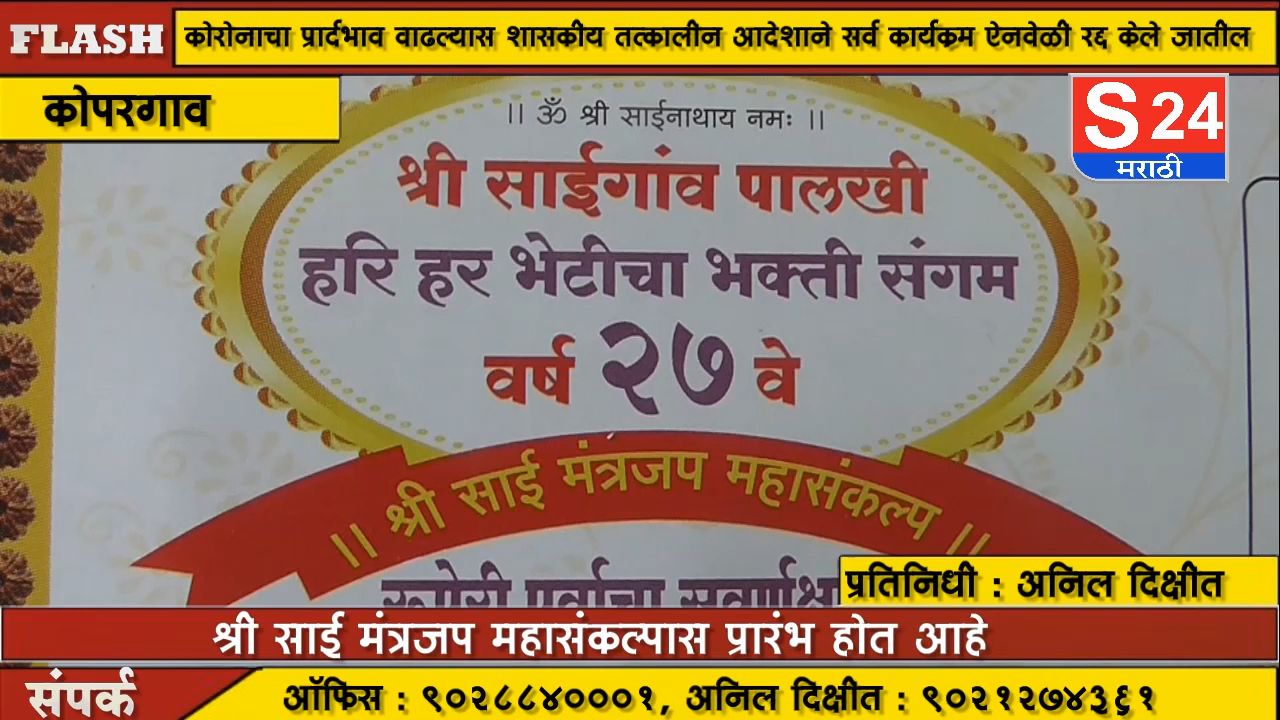 FLASH
कोरोनाचा प्रार्दभाव वाढल्यास शासकीय तत्कालीन आदेशाने सर्व कार्यक्रम ऐनवेळी रद्द केले जातील
कोपरगाव
S 24
मराठी
॥ ॐ श्री साईनाथाय नमः ॥
श्री साईगांव पालखी
हरि हर भेटीचा भक्ती संगम
वर्ष २७ वे
॥ श्री साई मंत्रजप महासंकल्प ॥
प्रतिनिधी : अनिल दिक्षीत
श्री साई मंत्रजप महासंकल्पास प्रारंभ होत आहे
संपर्क
ऑफिस : ९०२८८४०००१, अनिल दिक्षीत : ९०२१२७४३६१